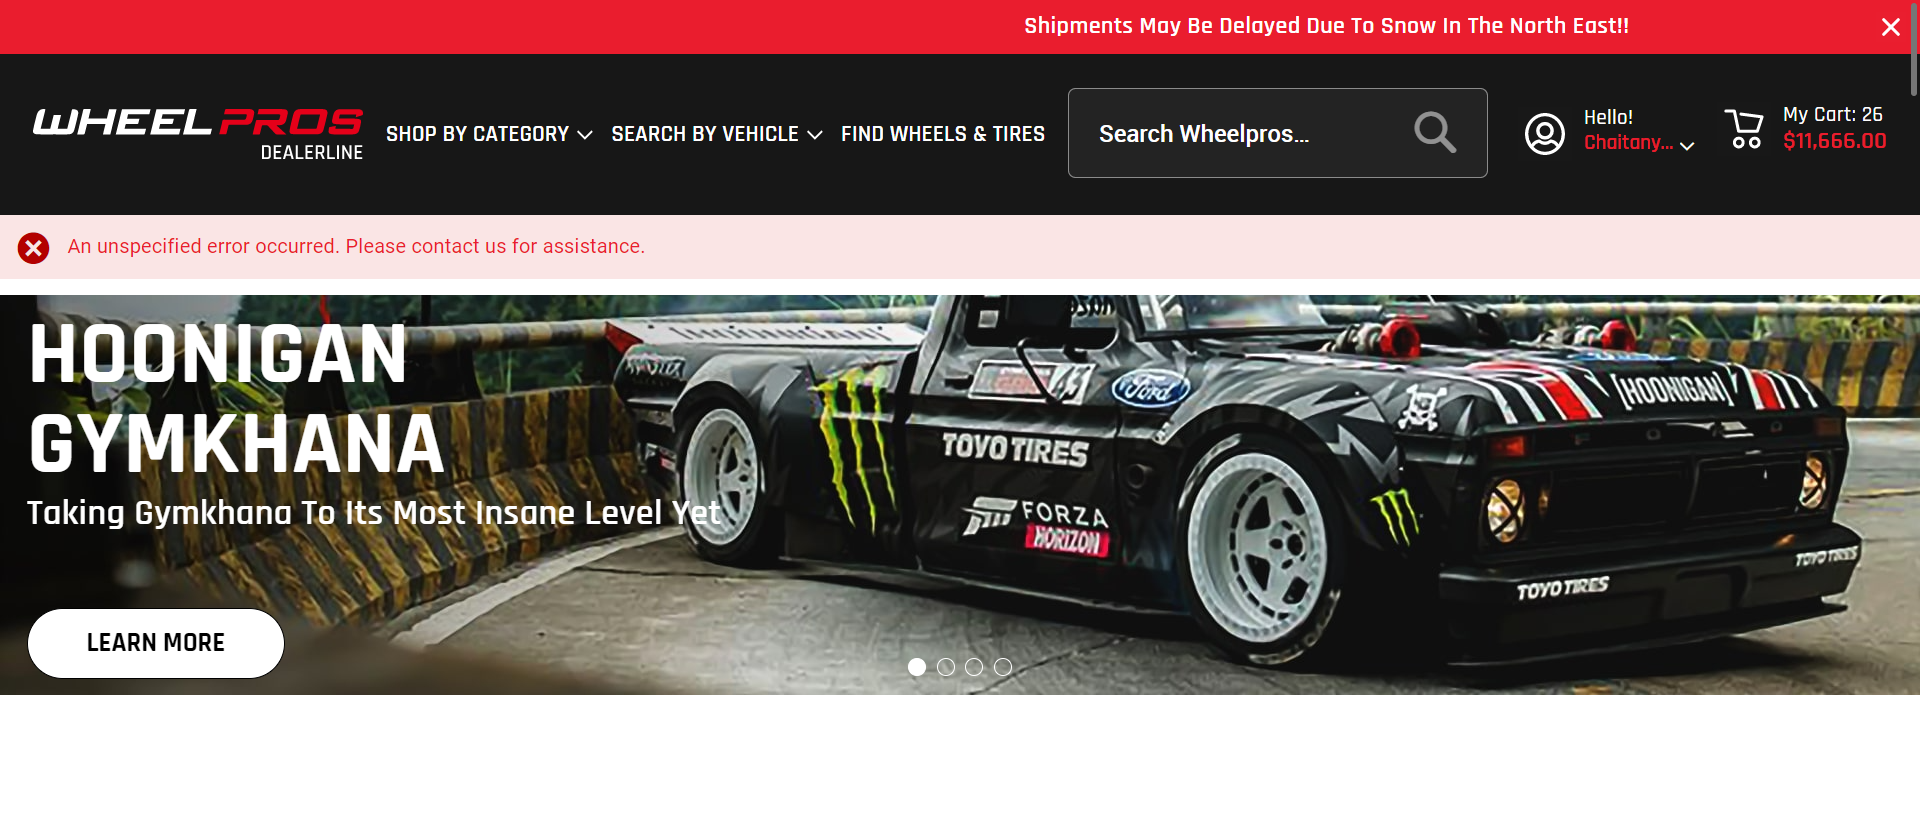 Shipments May Be Delayed Due To Snow In The North East!!
WHEEL PROS
DEALERLINE
SHOP BY CATEGORY
SEARCH BY VEHICLE
FIND WHEELS & TIRES
Search Wheelpros...
Hello!
Chaitany...
My Cart: 26
$11,666.00
An unspecified error occurred. Please contact us for assistance.
HOONIGAN
GYMKHANA
Taking Gymkhana To Its Most Insane Level Yet
LEARN MORE
Ford
[HOONIGAN]
TOYO TIRES
FORZA
HORIZON
FORD
TOYO TIRES
TOYO TIRES